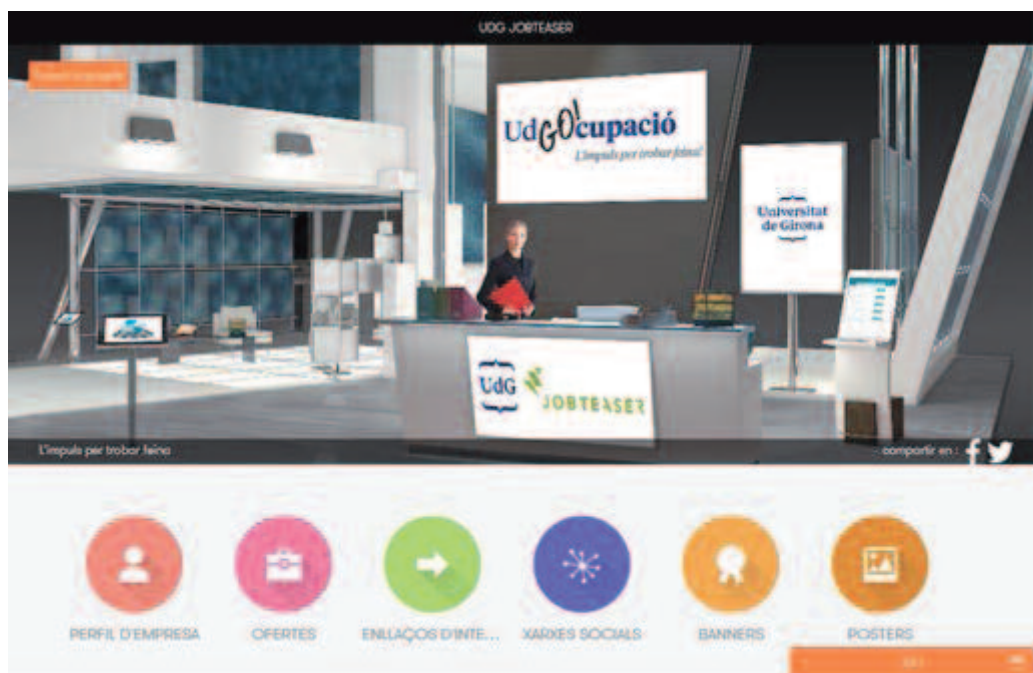 UDG JOBTEASER
UdGO!cupació
L'impuls per trobar feina!
Universitat
de Girona
UdG
JOBTEASER
L'impuls per trobar feina
compartir en :
PERFIL D'EMPRESA
OFERTES
ENLLAÇOS D'INTE...
XARXES SOCIALS
BANNERS
POSTERS